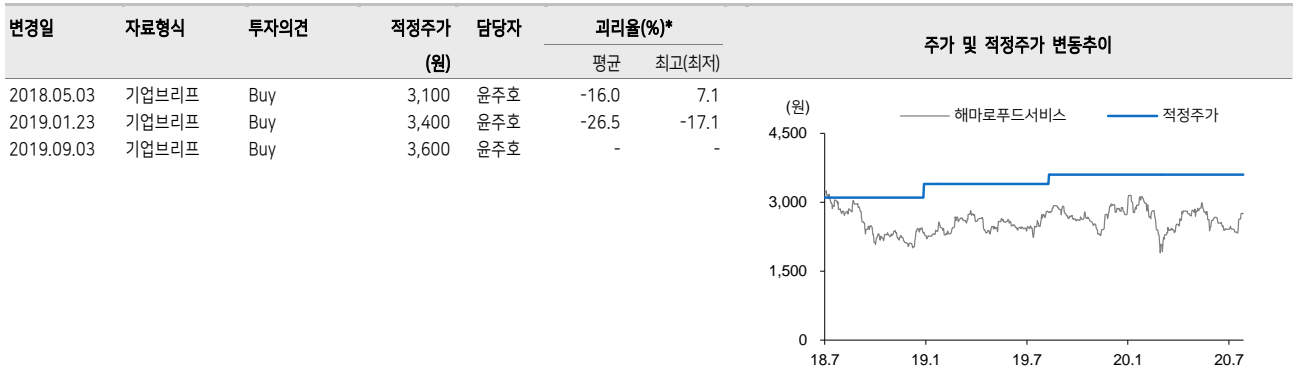 변경일 자료형식 투자의견 적정주가 담당자 괴리율(%)*
(원) 평균 최고(최저)
2018.05.03 기업브리프 Buy 3,100 윤주호 -16.0 7.1
2019.01.23 기업브리프 Buy 3,400 윤주호 -26.5 -17.1
2019.09.03 기업브리프 Buy 3,600 윤주호 - -
주가 및 적정주가 변동추이
(원)
해마로푸드서비스 적정주가
4,500
3,000
1,500
0
18.7 19.1 19.7 20.1 20.7